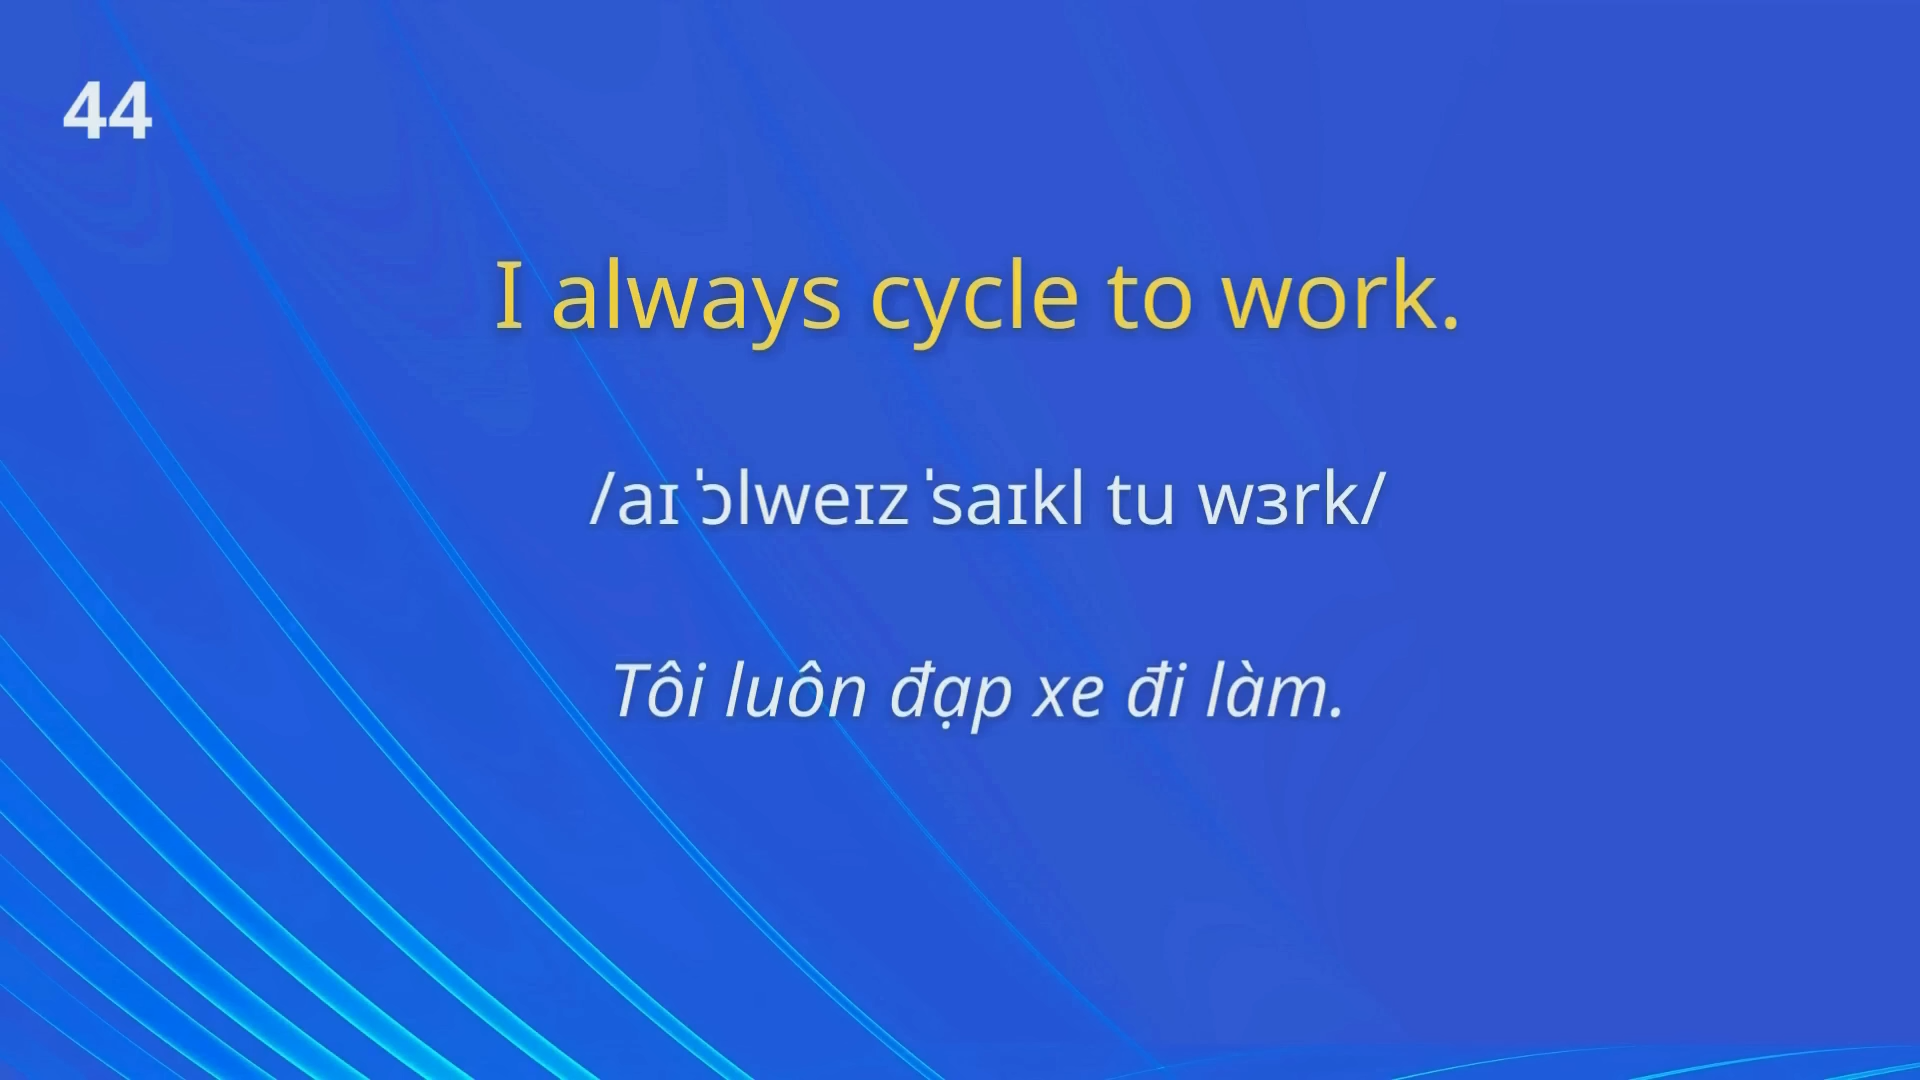 44
I always cycle to work.
/aɪ ˈɔlweɪz ˈsaɪkl tu wɜrk/
Tôi luôn đạp xe đi làm.